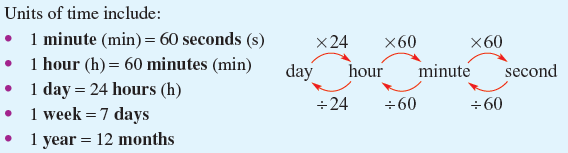 Units of time include:
• 1 minute (min) = 60 seconds (s)
• 1 hour (h) = 60 minutes (min)
• 1 day = 24 hours (h)
• 1 week = 7 days
• 1 year = 12 months
×24 ×60 ×60
day hour minute second
÷24 ÷60 ÷60